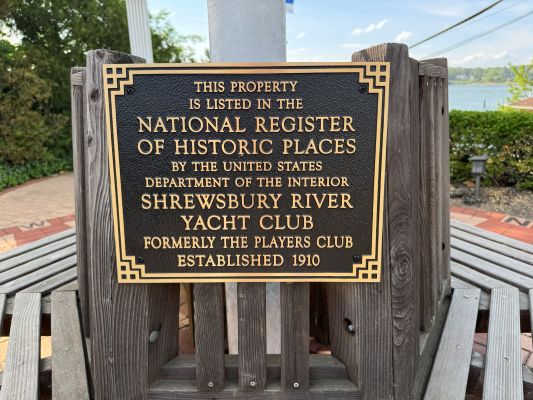 THIS PROPERTY
IS LISTED IN THE
NATIONAL REGISTER
OF HISTORIC PLACES
BY THE UNITED STATES
DEPARTMENT OF THE INTERIOR
SHREWSBURY RIVER
YACHT CLUB
FORMERLY THE PLAYERS CLUB
ESTABLISHED 1910